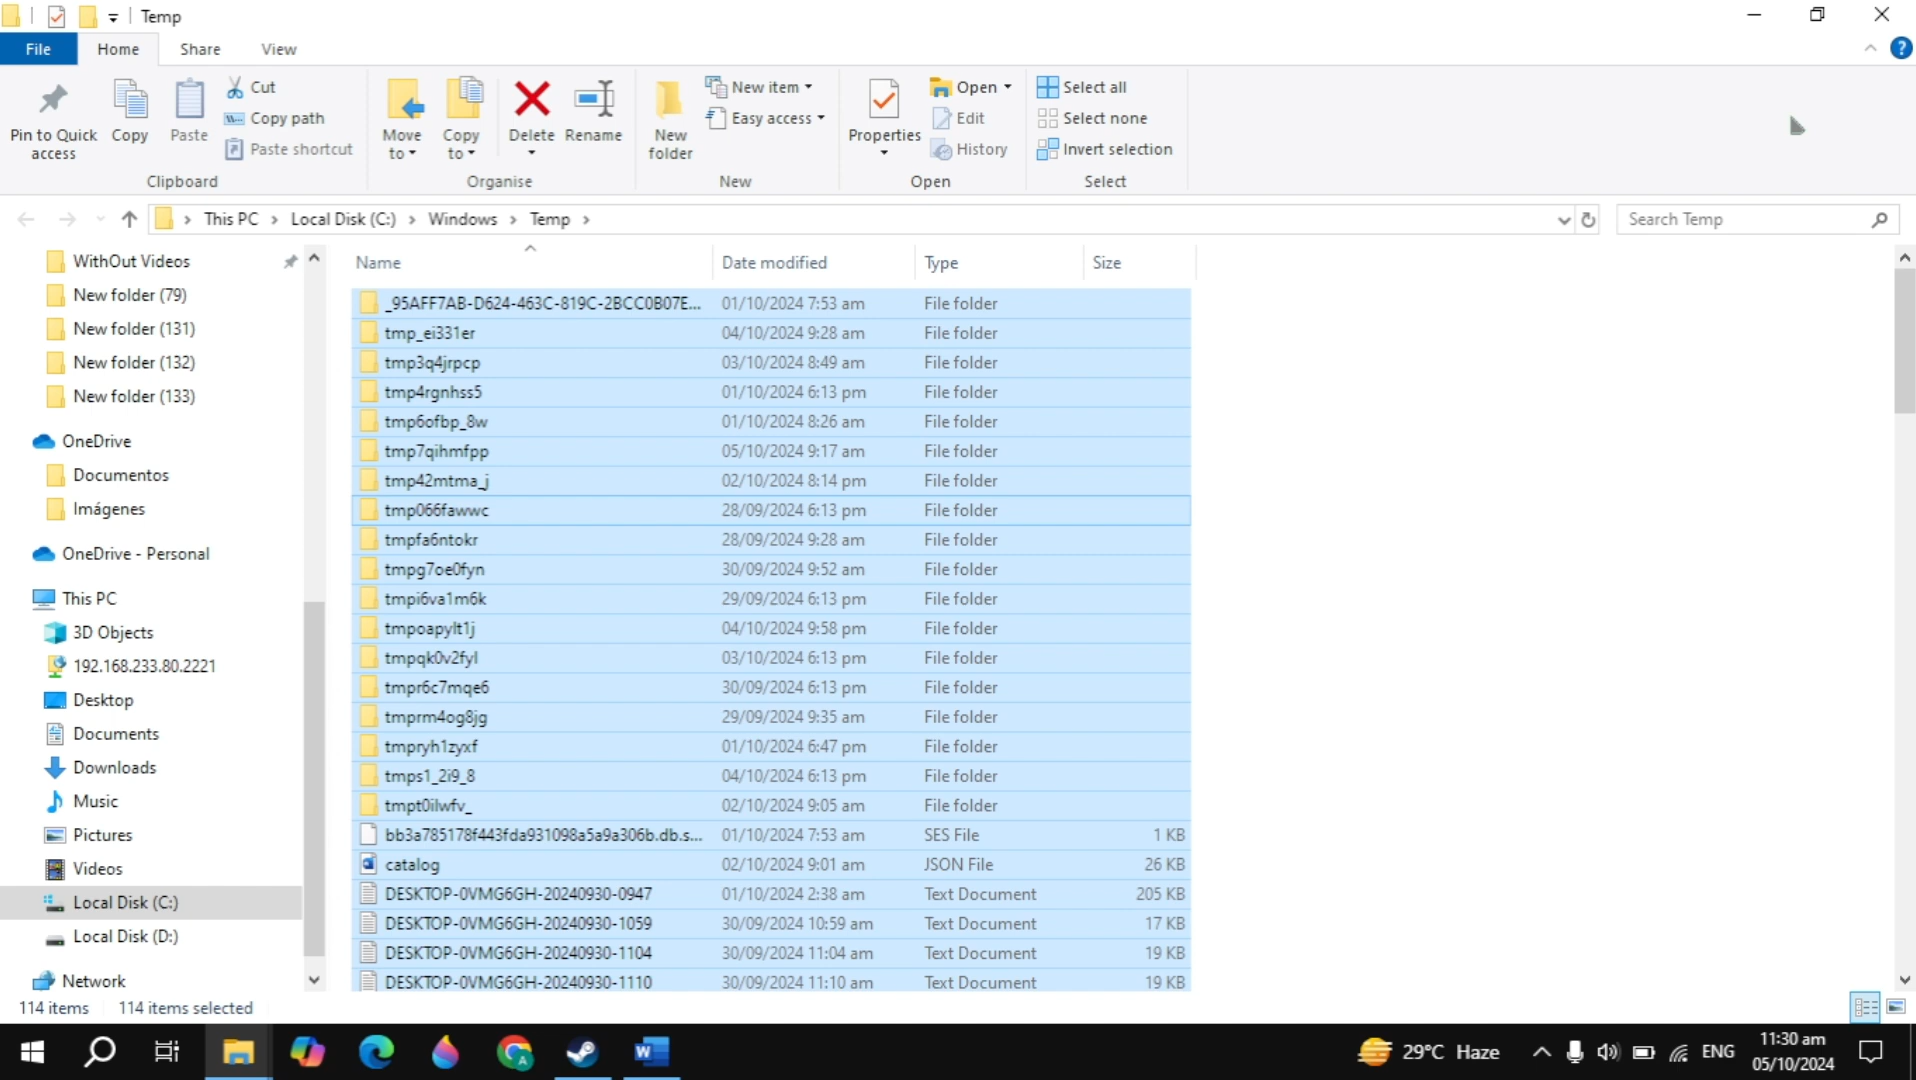 Temp
File Home Share View
Pin to Quick access
Copy
Paste
Cut
Copy path
Paste shortcut
Clipboard
Move to
Copy to
Delete
Rename
Organise
New folder
New item
Easy access
New
Properties
Open
Edit
History
Open
Select all
Select none
Invert selection
Select
This PC > Local Disk (C:) > Windows > Temp >
Search Temp
WithOut Videos
New folder (79)
New folder (131)
New folder (132)
New folder (133)
OneDrive
Documentos
Imágenes
OneDrive - Personal
This PC
3D Objects
192.168.233.80.2221
Desktop
Documents
Downloads
Music
Pictures
Videos
Local Disk (C:)
Local Disk (D:)
Network
Name Date modified Type Size
_95AFF7AB-D624-463C-819C-2BCC0B07E... 01/10/2024 7:53 am File folder
tmp_ei331er 04/10/2024 9:28 am File folder
tmp3q4jrpcp 03/10/2024 8:49 am File folder
tmp4rgnhss5 01/10/2024 6:13 pm File folder
tmp6ofbp_8w 01/10/2024 8:26 am File folder
tmp7qihmfpp 05/10/2024 9:17 am File folder
tmp42mtma_j 02/10/2024 8:14 pm File folder
tmp066fawwc 28/09/2024 6:13 pm File folder
tmpfa6ntokr 28/09/2024 9:28 am File folder
tmpg7oe0fyn 30/09/2024 9:52 am File folder
tmpi6va1m6k 29/09/2024 6:13 pm File folder
tmpoapylt1j 04/10/2024 9:58 pm File folder
tmpqk0v2fyl 03/10/2024 6:13 pm File folder
tmpr6c7mqe6 30/09/2024 6:13 pm File folder
tmprm4og8jg 29/09/2024 9:35 am File folder
tmpryh1zyxf 01/10/2024 6:47 pm File folder
tmps1_2i9_8 04/10/2024 6:13 pm File folder
tmpt0ilwfv_ 02/10/2024 9:05 am File folder
bb3a785178f443fda931098a5a9a306b.db.s... 01/10/2024 7:53 am SES File 1 KB
catalog 02/10/2024 9:01 am JSON File 26 KB
DESKTOP-0VMG6GH-20240930-0947 01/10/2024 2:38 am Text Document 205 KB
DESKTOP-0VMG6GH-20240930-1059 30/09/2024 10:59 am Text Document 17 KB
DESKTOP-0VMG6GH-20240930-1104 30/09/2024 11:04 am Text Document 19 KB
DESKTOP-0VMG6GH-20240930-1110 30/09/2024 11:10 am Text Document 19 KB
114 items 114 items selected
29°C Haze
ENG
11:30 am
05/10/2024